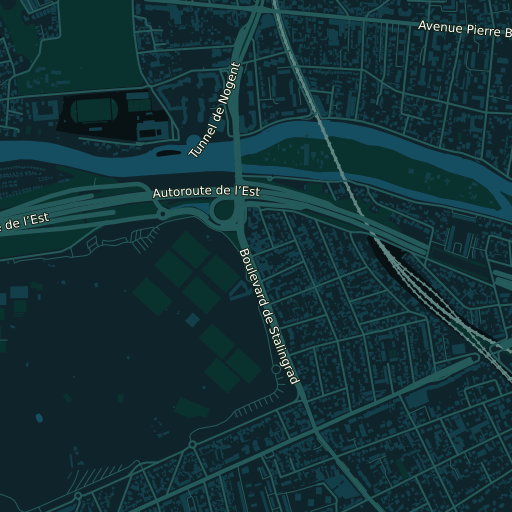 Avenue Pierre B
Tunnel de Nogent
Autoroute de l'Est
de l'Est
Boulevard de Stalingrad